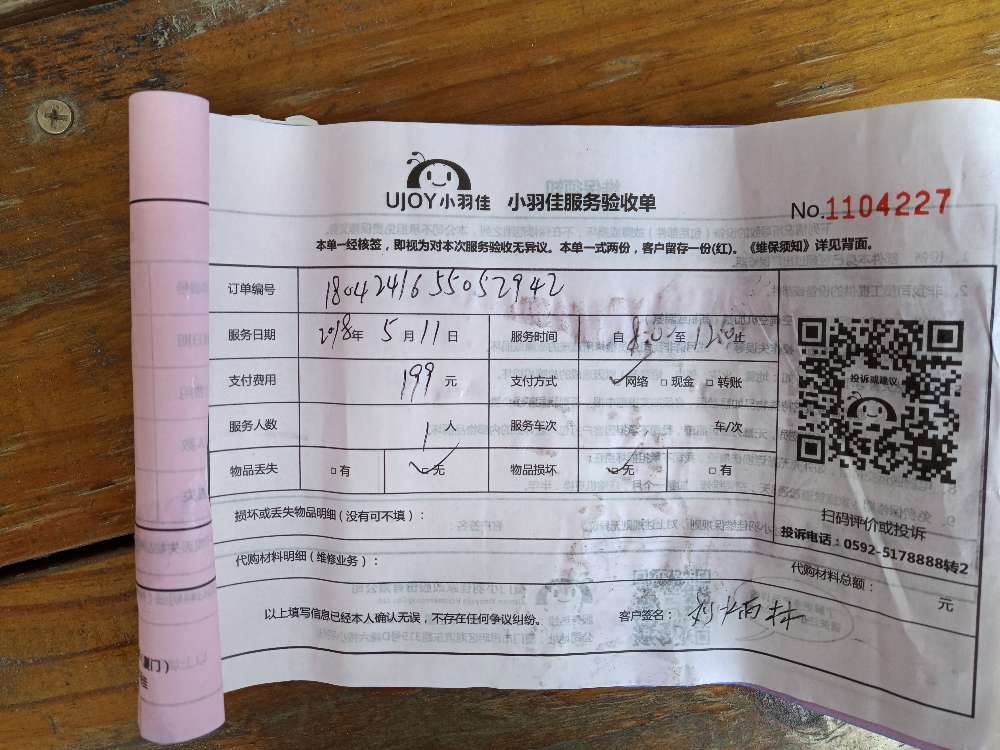 UJOY小羽佳 小羽佳服务验收单
No.1104227
本单一经核签，即视为对本次服务验收无异议。本单一式两份，客户留存一份(红)。《维保须知》详见背面。
订单编号 1804241655052942
服务日期 2018年 5月 11日 服务时间 自 8:00 至 12:00 止
支付费用 199 元 支付方式 ☑网络 □现金 □转账
服务人数 1 人 服务车次 车/次
物品丢失 □有 ☑无 物品损坏 ☑无 □有
投诉或建议
扫码评价或投诉
投诉电话：0592-5178888转2
损坏或丢失物品明细（没有可不填）：
代购材料明细（维修业务）：
代购材料总额：
元
以上填写信息已经本人确认无误，不存在任何争议纠纷。 客户签名：